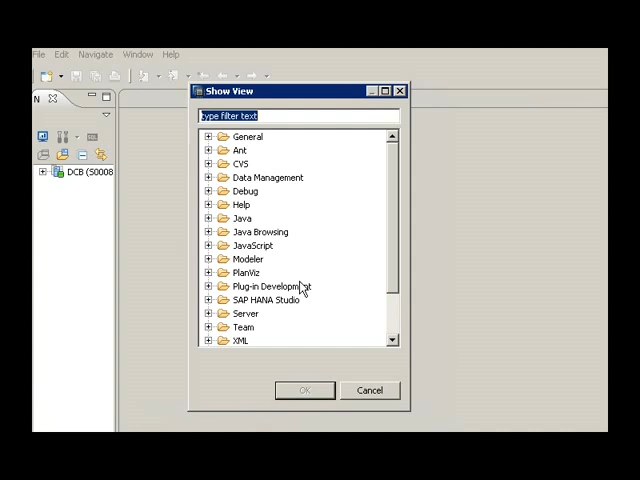 File Edit Navigate Window Help
Show View
N
type filter text
General
Ant
CVS
Data Management
Debug
Help
Java
Java Browsing
JavaScript
Modeler
PlanViz
Plug-in Development
SAP HANA Studio
Server
Team
XML
DCB (S0008
OK Cancel